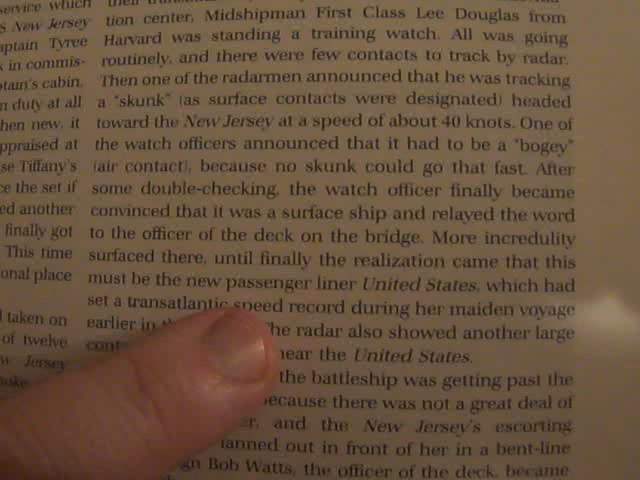 service which
S New Jersey
aptain Tyree
k in commis-
ptain's cabin,
n duty at all
hen new, it
appraised at
se Tiffany's
ce the set if
ed another
finally got
This time
onal place
l taken on
of twelve
w Jersey
tion center, Midshipman First Class Lee Douglas from
Harvard was standing a training watch. All was going
routinely, and there were few contacts to track by radar.
Then one of the radarmen announced that he was tracking
a "skunk" (as surface contacts were designated) headed
toward the New Jersey at a speed of about 40 knots. One of
the watch officers announced that it had to be a "bogey"
(air contact), because no skunk could go that fast. After
some double-checking, the watch officer finally became
convinced that it was a surface ship and relayed the word
to the officer of the deck on the bridge. More incredulity
surfaced there, until finally the realization came that this
must be the new passenger liner United States, which had
set a transatlantic speed record during her maiden voyage
earlier in he radar also showed another large
cont near the United States.
the battleship was getting past the
because there was not a great deal of
er, and the New Jersey's escorting
fanned out in front of her in a bent-line
gn Bob Watts, the officer of the deck, became